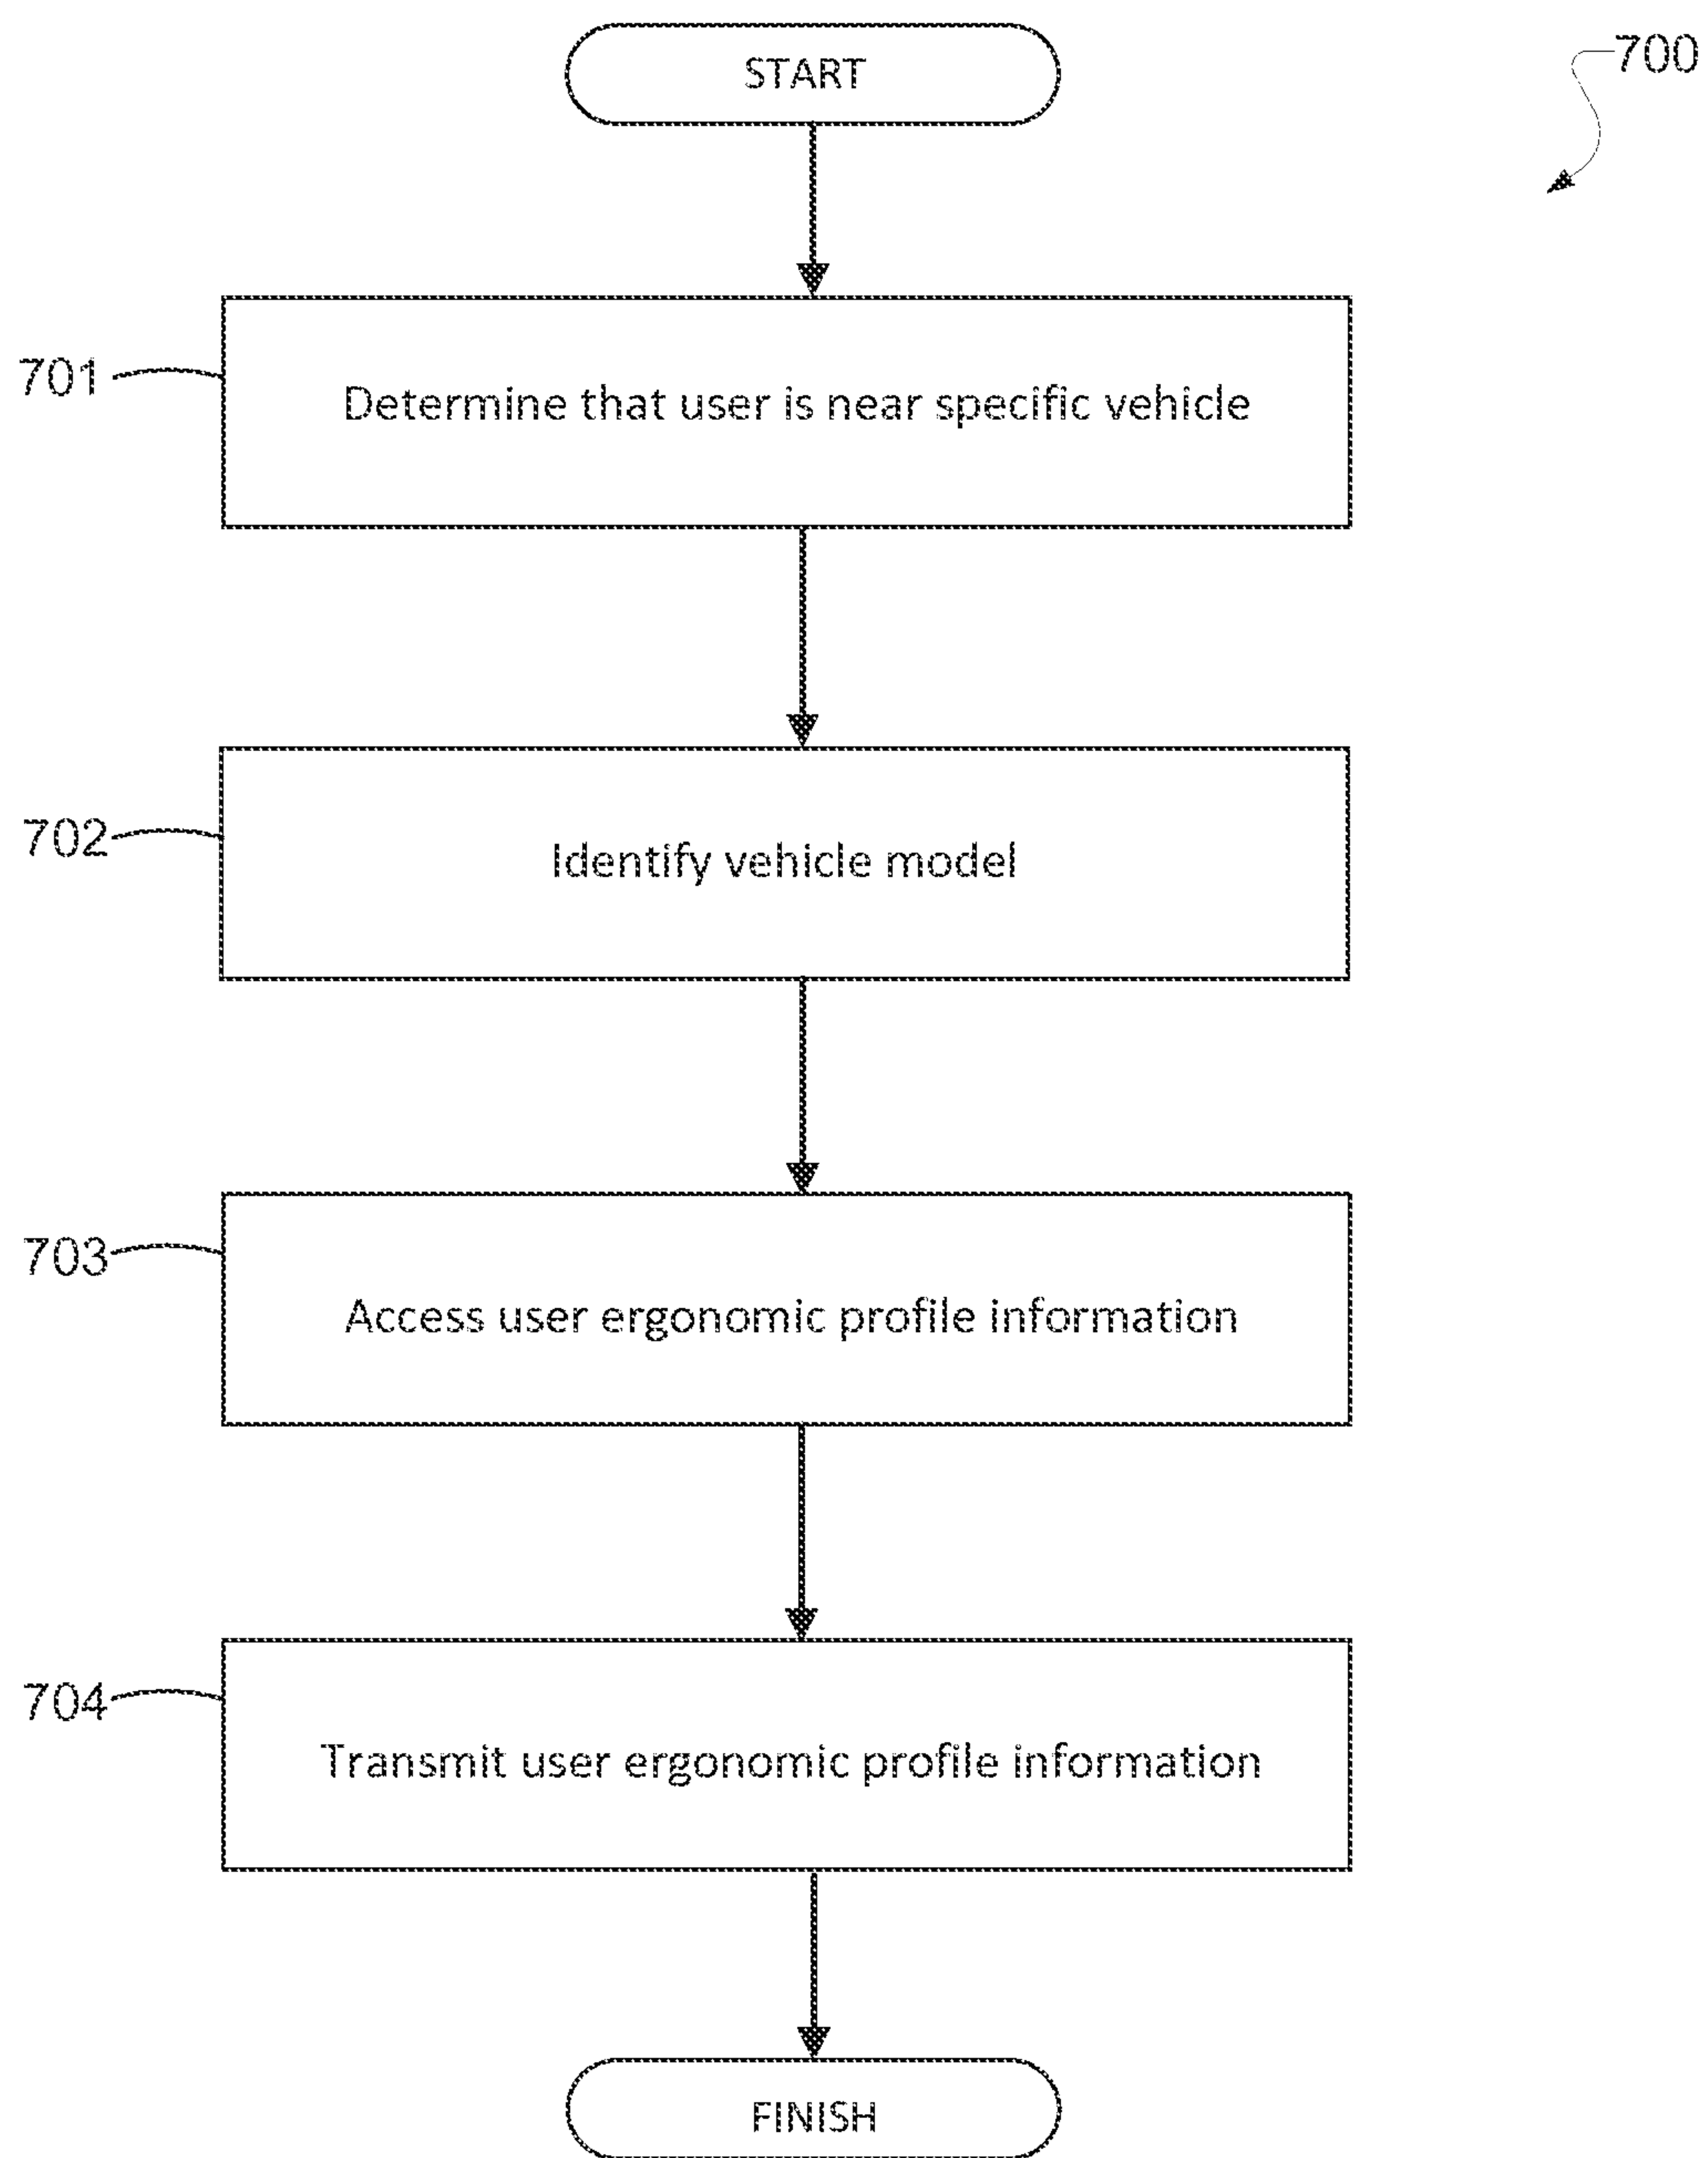 START
700
701
Determine that user is near specific vehicle
702
Identify vehicle model
703
Access user ergonomic profile information
704
Transmit user ergonomic profile information
FINISH